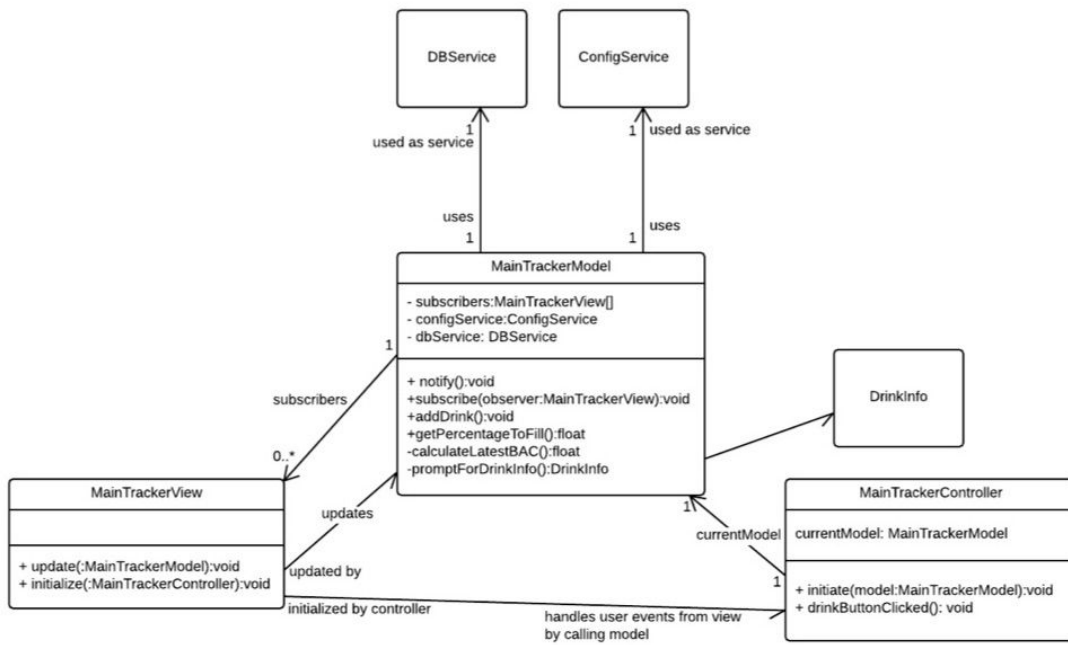 DBService
ConfigService
1
used as service
1
used as service
uses
1
uses
1
MainTrackerModel
- subscribers:MainTrackerView[]
- configService:ConfigService
- dbService: DBService
+ notify():void
+subscribe(observer:MainTrackerView):void
+addDrink():void
+getPercentageToFill():float
-calculateLatestBAC():float
-promptForDrinkInfo():DrinkInfo
1
subscribers
0..*
DrinkInfo
MainTrackerView
+ update(:MainTrackerModel):void
+ initialize(:MainTrackerController):void
updates
updated by
initialized by controller
handles user events from view
by calling model
1
currentModel
1
MainTrackerController
currentModel: MainTrackerModel
+ initiate(model:MainTrackerModel):void
+ drinkButtonClicked(): void